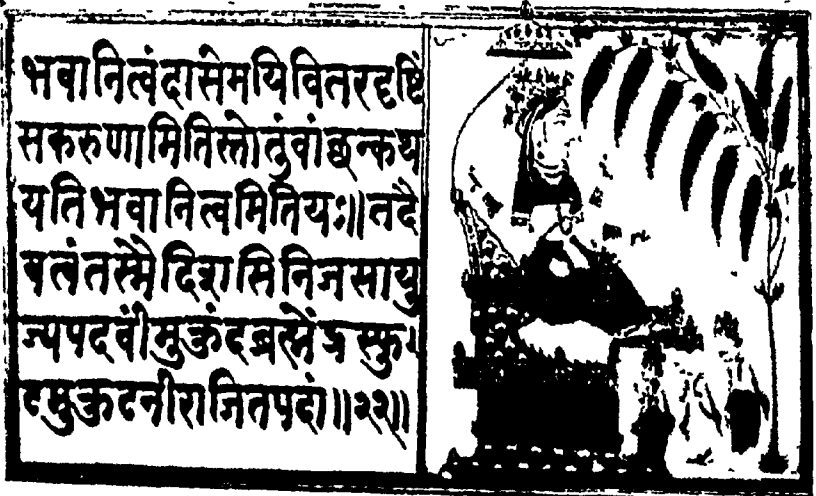 भवानित्वंदासेमयिवितरदृष्टिं
सकरुणामितिस्तोतुंवांछन्कथ
यतिभवानित्वमितियः॥तदै
वत्वंतस्मैदिशसिनिजसायु
ज्यपदवींमुकुंदब्रह्मेंद्रस्फु
टमुकुटनीराजितपदां॥२२॥